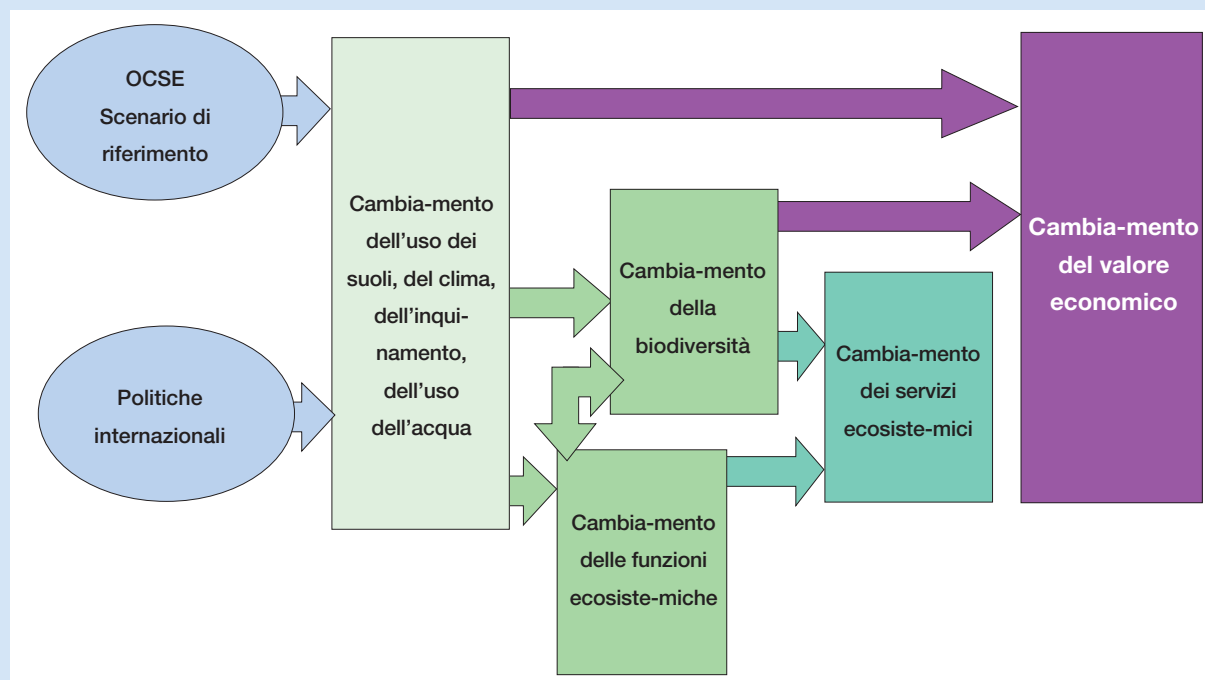 OCSE
Scenario di
riferimento
Politiche
internazionali
Cambia-mento
dell'uso dei
suoli, del clima,
dell'inqui-
namento,
dell'uso
dell'acqua
Cambia-mento
della
biodiversità
Cambia-mento
delle funzioni
ecosiste-miche
Cambia-mento
dei servizi
ecosiste-mici
Cambia-mento
del valore
economico